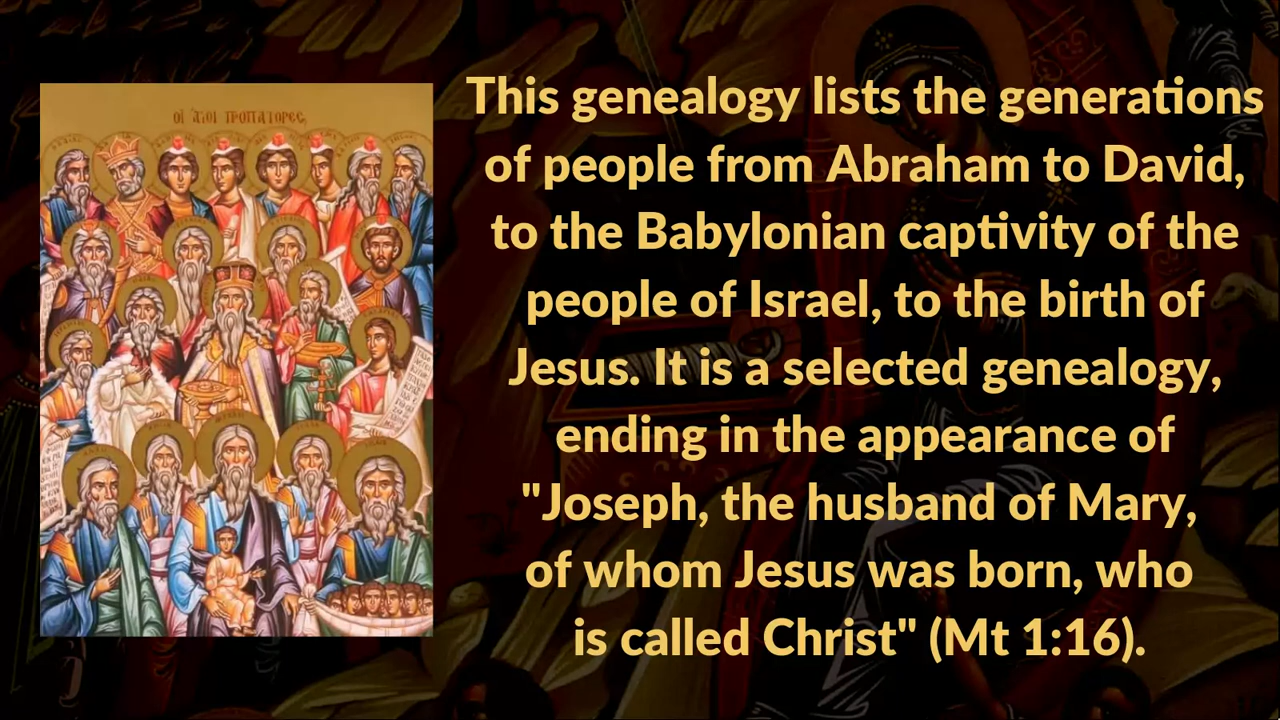 ΟΙ ἍΓΙΟΙ ΠΡΟΠΑΤΟΡΕС
This genealogy lists the generations
of people from Abraham to David,
to the Babylonian captivity of the
people of Israel, to the birth of
Jesus. It is a selected genealogy,
ending in the appearance of
"Joseph, the husband of Mary,
of whom Jesus was born, who
is called Christ" (Mt 1:16).